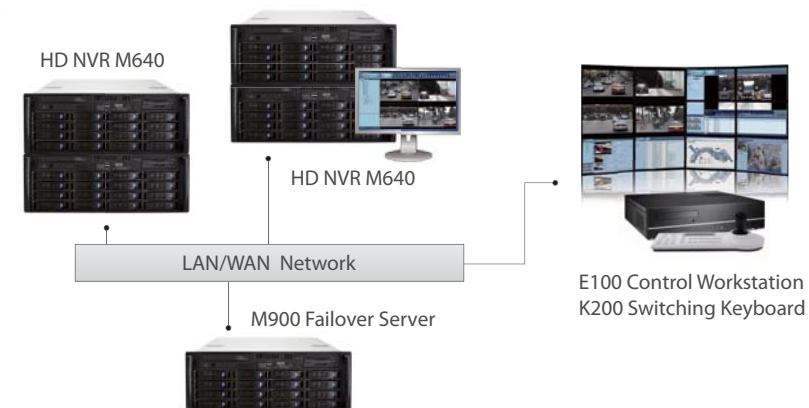 HD NVR M640
HD NVR M640
LAN/WAN Network
M900 Failover Server
E100 Control Workstation
K200 Switching Keyboard